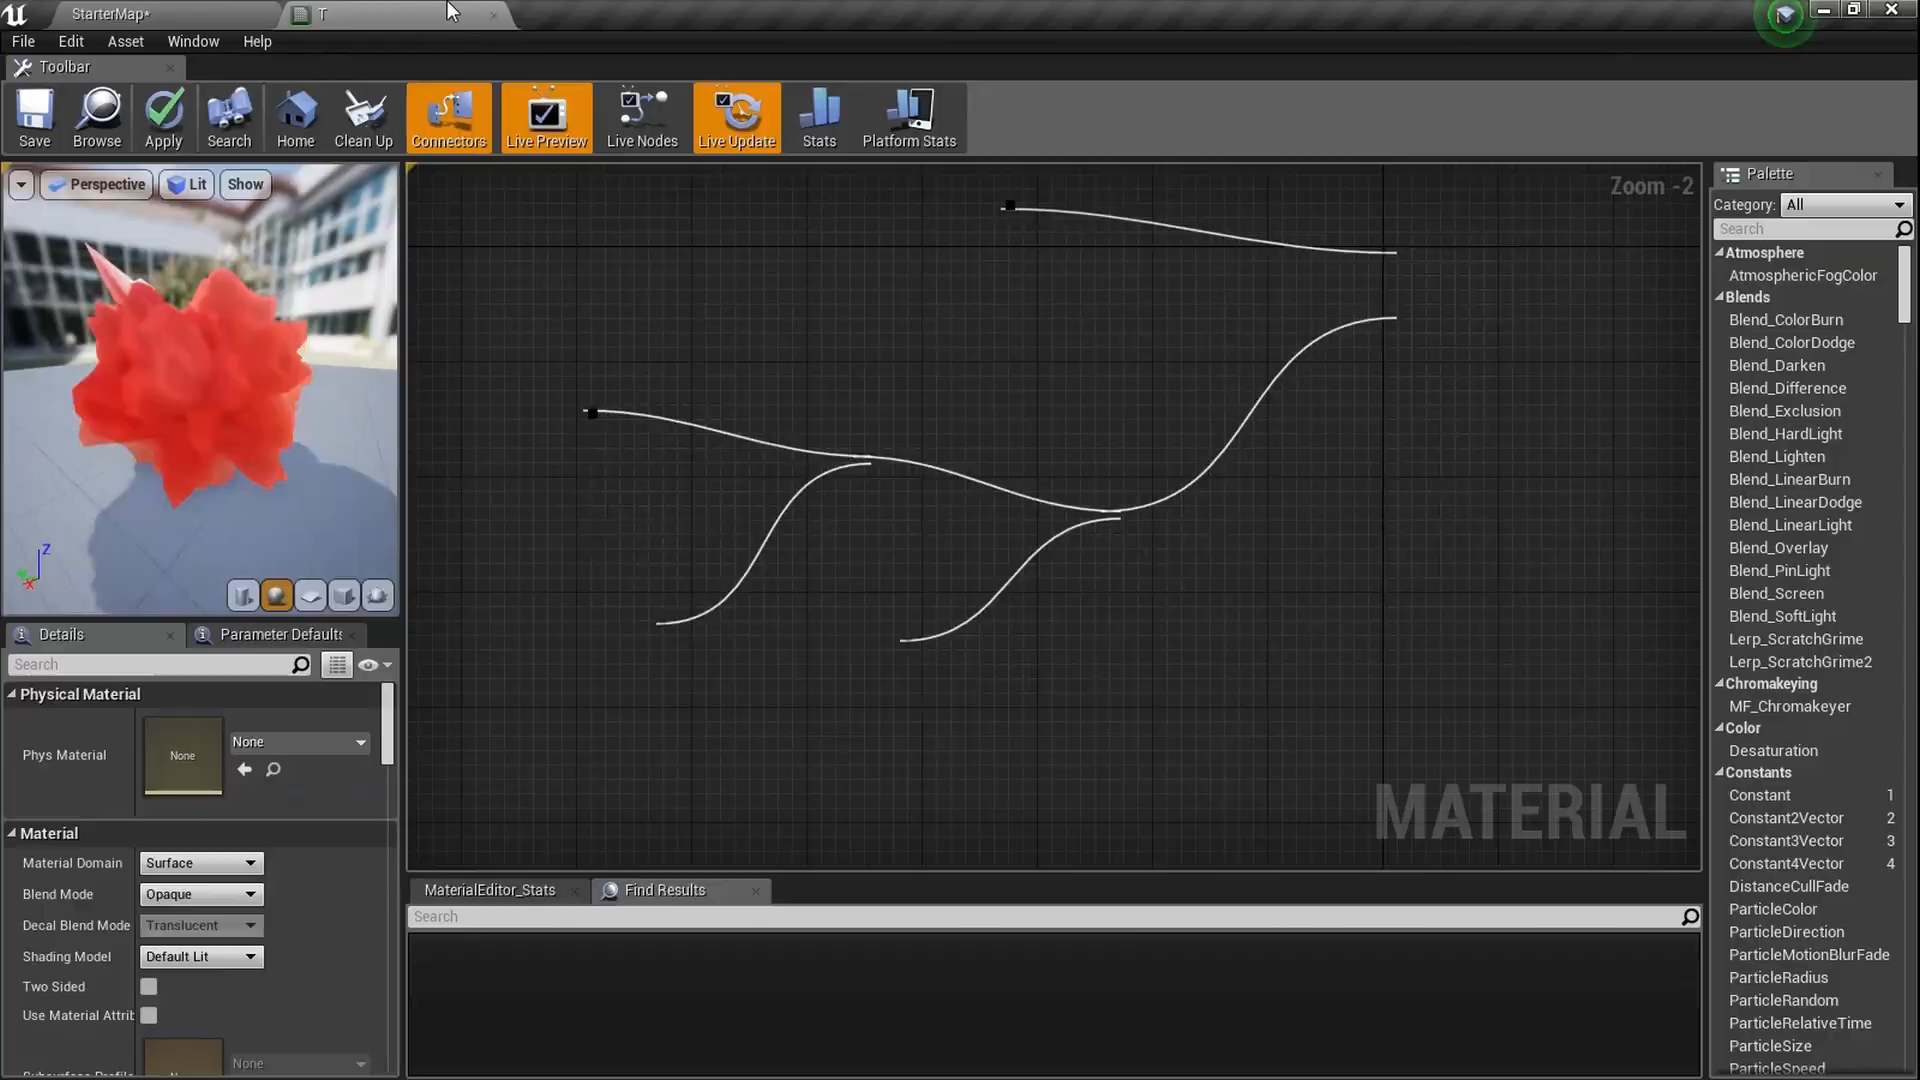 StarterMap*
T
File Edit Asset Window Help
Toolbar
Save Browse Apply Search Home Clean Up Connectors Live Preview Live Nodes Live Update Stats Platform Stats
Perspective Lit Show
Zoom -2
Palette
Category: All
Search
Atmosphere
AtmosphericFogColor
Blends
Blend_ColorBurn
Blend_ColorDodge
Blend_Darken
Blend_Difference
Blend_Exclusion
Blend_HardLight
Blend_Lighten
Blend_LinearBurn
Blend_LinearDodge
Blend_LinearLight
Blend_Overlay
Blend_PinLight
Blend_Screen
Blend_SoftLight
Lerp_ScratchGrime
Lerp_ScratchGrime2
Chromakeying
MF_Chromakeyer
Color
Desaturation
Constants
Constant 1
Constant2Vector 2
Constant3Vector 3
Constant4Vector 4
DistanceCullFade
ParticleColor
ParticleDirection
ParticleMotionBlurFade
ParticleRadius
ParticleRandom
ParticleRelativeTime
ParticleSize
ParticleSpeed
Z
MATERIAL
Details
Parameter Defaults
Search
Physical Material
Phys Material
None
None
Material
Material Domain Surface
Blend Mode Opaque
Decal Blend Mode Translucent
Shading Model Default Lit
Two Sided
Use Material Attrib
None
MaterialEditor_Stats
Find Results
Search